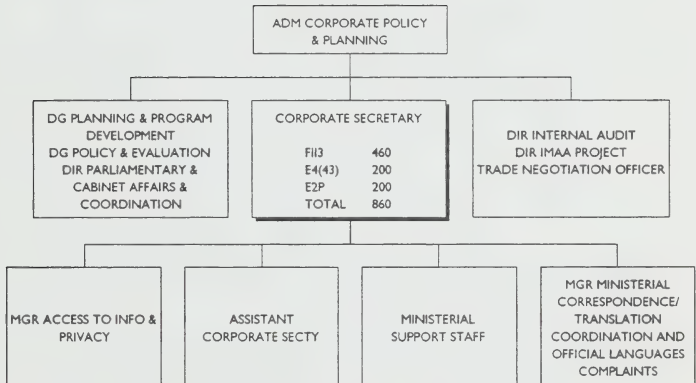 ADM CORPORATE POLICY
& PLANNING
DG PLANNING & PROGRAM
DEVELOPMENT
DG POLICY & EVALUATION
DIR PARLIAMENTARY &
CABINET AFFAIRS &
COORDINATION
CORPORATE SECRETARY
FII3 460
E4(43) 200
E2P 200
TOTAL 860
DIR INTERNAL AUDIT
DIR IMAA PROJECT
TRADE NEGOTIATION OFFICER
MGR ACCESS TO INFO &
PRIVACY
ASSISTANT
CORPORATE SECTY
MINISTERIAL
SUPPORT STAFF
MGR MINISTERIAL
CORRESPONDENCE/
TRANSLATION
COORDINATION AND
OFFICIAL LANGUAGES
COMPLAINTS